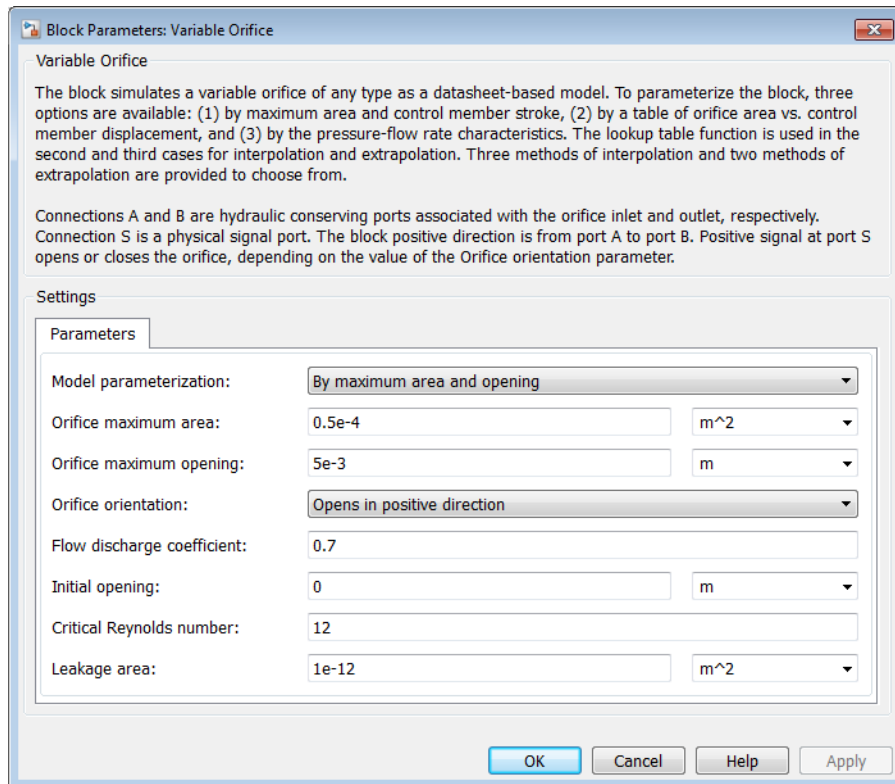 Block Parameters: Variable Orifice
Variable Orifice
The block simulates a variable orifice of any type as a datasheet-based model. To parameterize the block, three
options are available: (1) by maximum area and control member stroke, (2) by a table of orifice area vs. control
member displacement, and (3) by the pressure-flow rate characteristics. The lookup table function is used in the
second and third cases for interpolation and extrapolation. Three methods of interpolation and two methods of
extrapolation are provided to choose from.
Connections A and B are hydraulic conserving ports associated with the orifice inlet and outlet, respectively.
Connection S is a physical signal port. The block positive direction is from port A to port B. Positive signal at port S
opens or closes the orifice, depending on the value of the Orifice orientation parameter.
Settings
Parameters
Model parameterization: By maximum area and opening
Orifice maximum area: 0.5e-4 m^2
Orifice maximum opening: 5e-3 m
Orifice orientation: Opens in positive direction
Flow discharge coefficient: 0.7
Initial opening: 0 m
Critical Reynolds number: 12
Leakage area: 1e-12 m^2
OK Cancel Help Apply